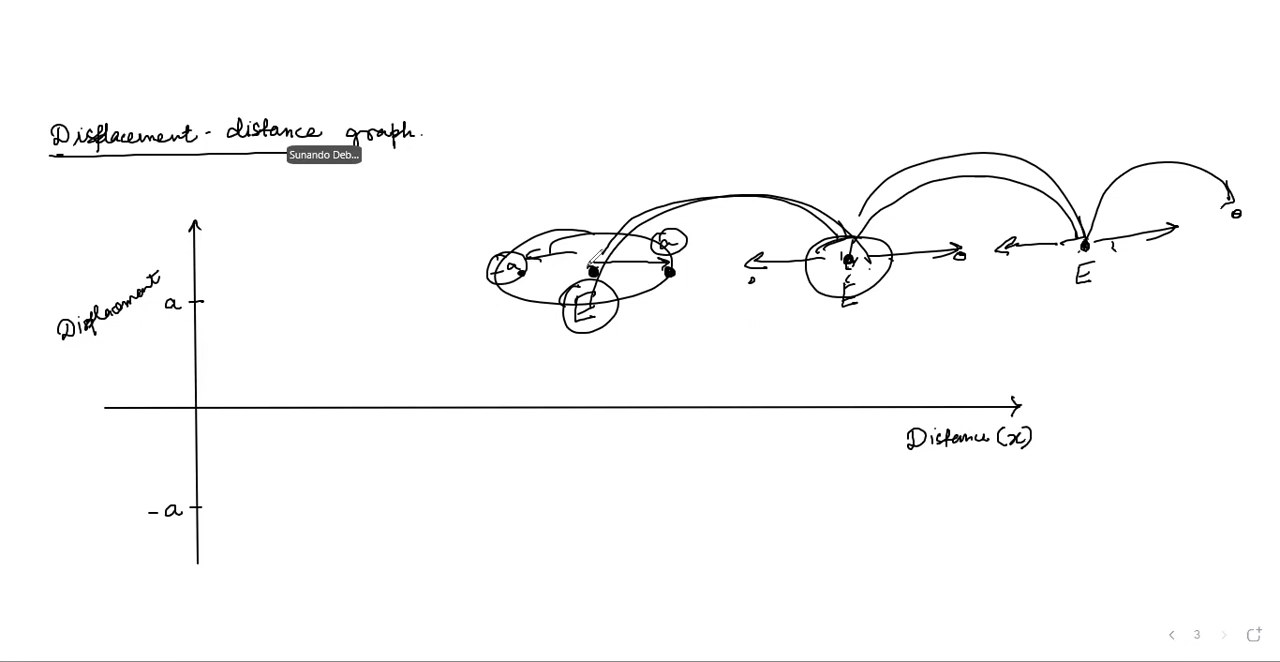 Displacement - distance graph.
Sunando Deb...
a
-a
E
E
E
Displacement
a
Distance (x)
-a
3